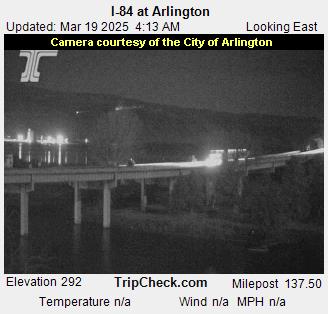 I-84 at Arlington
Updated: Mar 19 2025 4:13 AM Looking East
Camera courtesy of the City of Arlington
Elevation 292 TripCheck.com Milepost 137.50
Temperature n/a Wind n/a MPH n/a